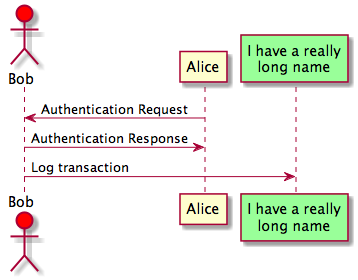 Bob
Alice
I have a really
long name
Authentication Request
Authentication Response
Log transaction
Bob
Alice
I have a really
long name